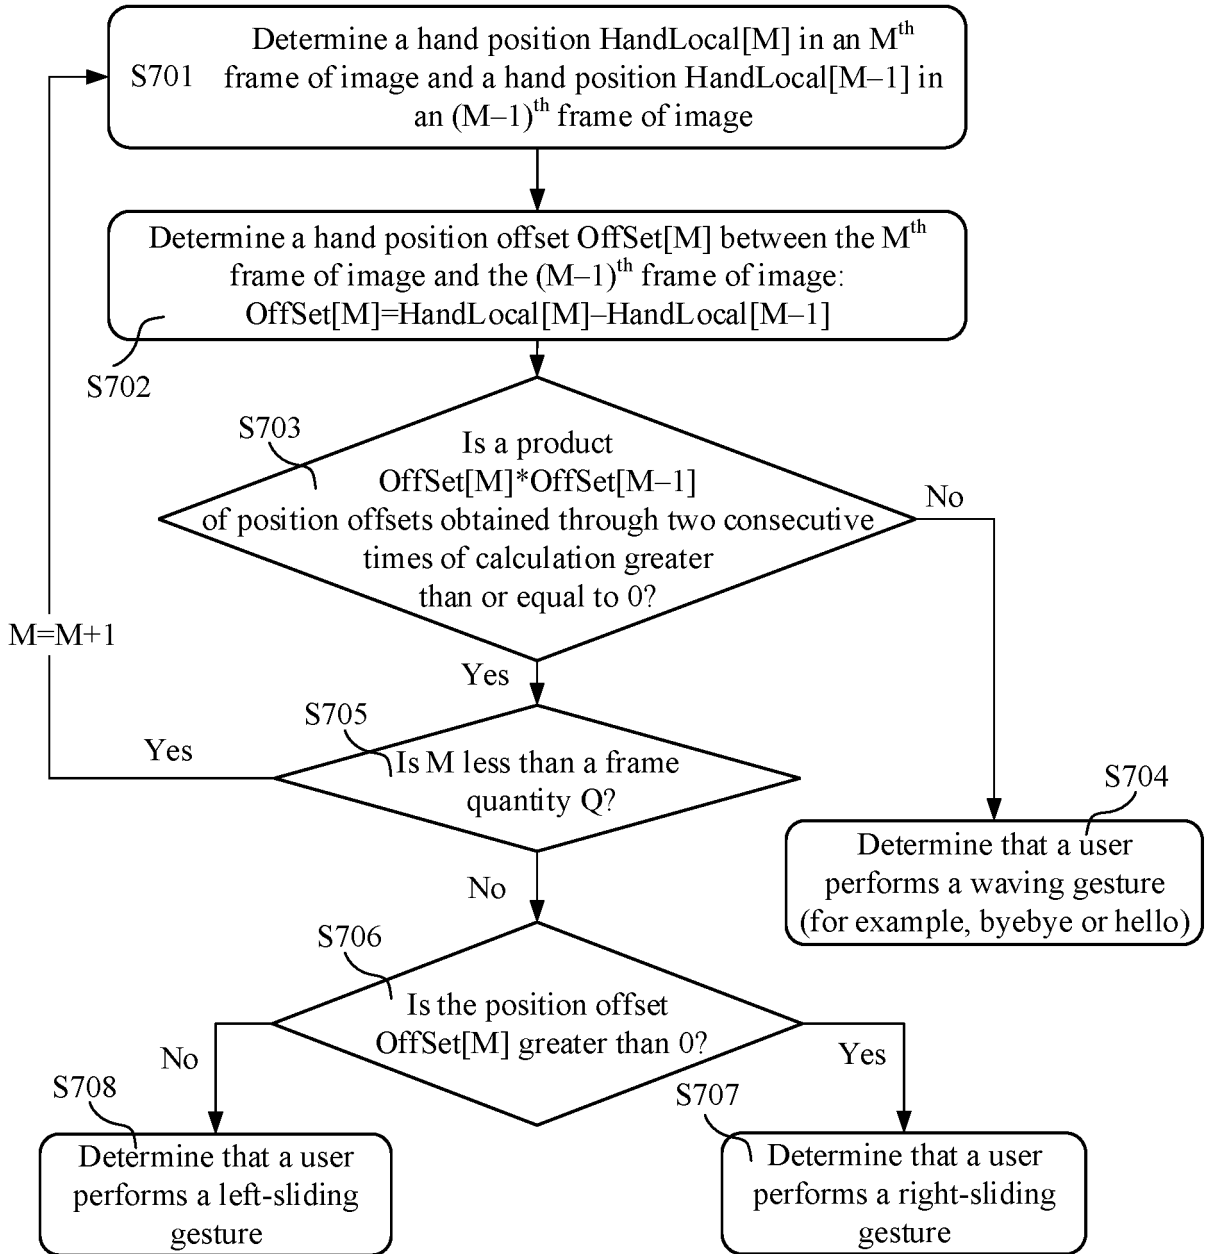 S701
Determine a hand position HandLocal[M] in an Mth
frame of image and a hand position HandLocal[M–1] in
an (M–1)th frame of image
Determine a hand position offset OffSet[M] between the Mth
frame of image and the (M–1)th frame of image:
OffSet[M]=HandLocal[M]–HandLocal[M–1]
S702
S703
Is a product
OffSet[M]*OffSet[M–1]
of position offsets obtained through two consecutive
times of calculation greater
than or equal to 0?
No
M=M+1
Yes
S705
Is M less than a frame
quantity Q?
Yes
S704
Determine that a user
performs a waving gesture
(for example, byebye or hello)
No
S706
Is the position offset
OffSet[M] greater than 0?
No
Yes
S708
Determine that a user
performs a left-sliding
gesture
S707
Determine that a user
performs a right-sliding
gesture